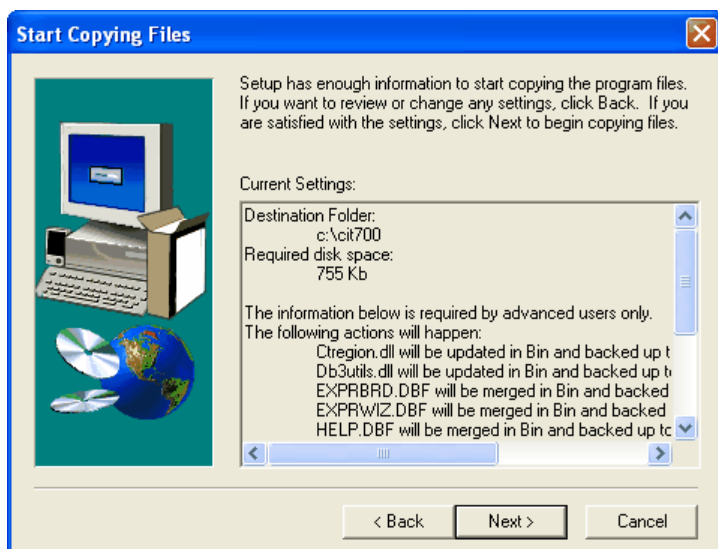 Start Copying Files
Setup has enough information to start copying the program files.
If you want to review or change any settings, click Back.  If you
are satisfied with the settings, click Next to begin copying files.
Current Settings:
Destination Folder:
c:\cit700
Required disk space:
755 Kb
The information below is required by advanced users only.
The following actions will happen:
Ctregion.dll will be updated in Bin and backed up t
Db3utils.dll will be updated in Bin and backed up to
EXPRBRD.DBF will be merged in Bin and backed
EXPRWIZ.DBF will be merged in Bin and backed
HELP.DBF will be merged in Bin and backed up to
< Back
Next >
Cancel